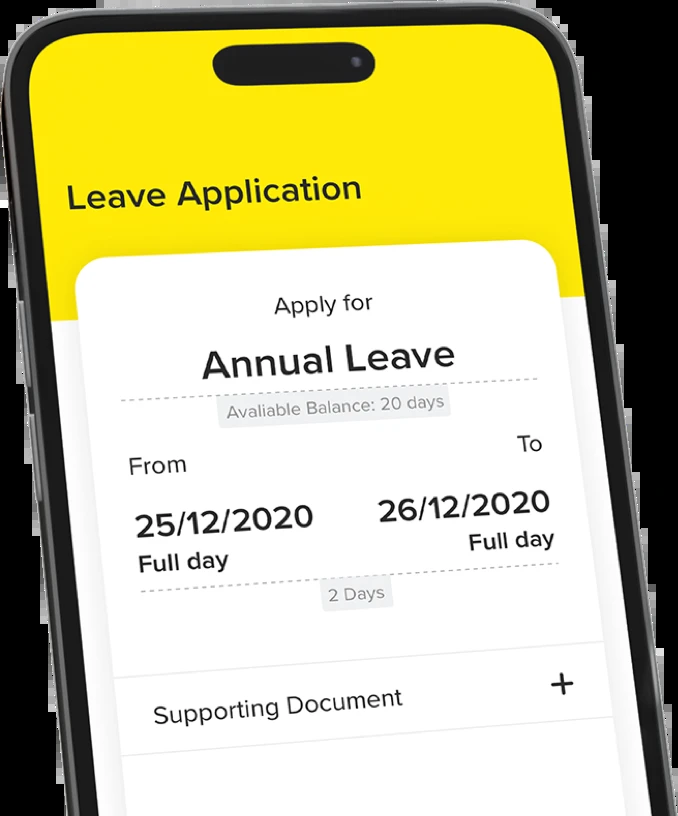 Leave Application
Apply for
Annual Leave
Avaliable Balance: 20 days
From
To
25/12/2020
26/12/2020
Full day
Full day
2 Days
Supporting Document
+